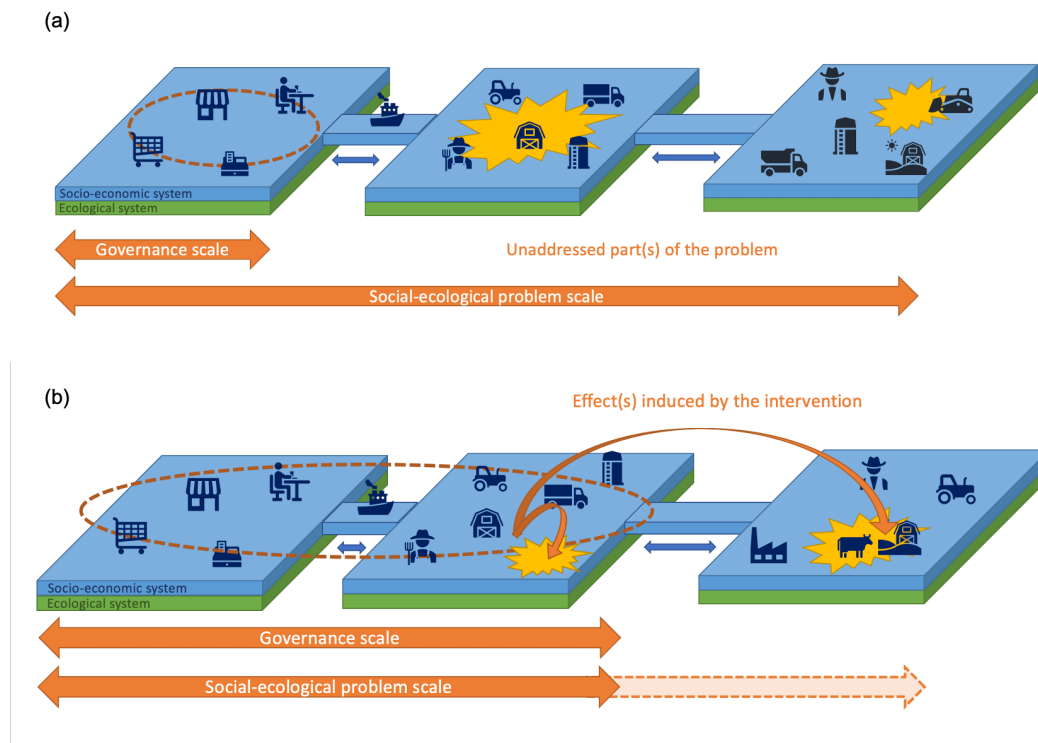 (a)
Socio-economic system
Ecological system
Governance scale
Unaddressed part(s) of the problem
Social-ecological problem scale
(b)
Effect(s) induced by the intervention
Socio-economic system
Ecological system
Governance scale
Social-ecological problem scale